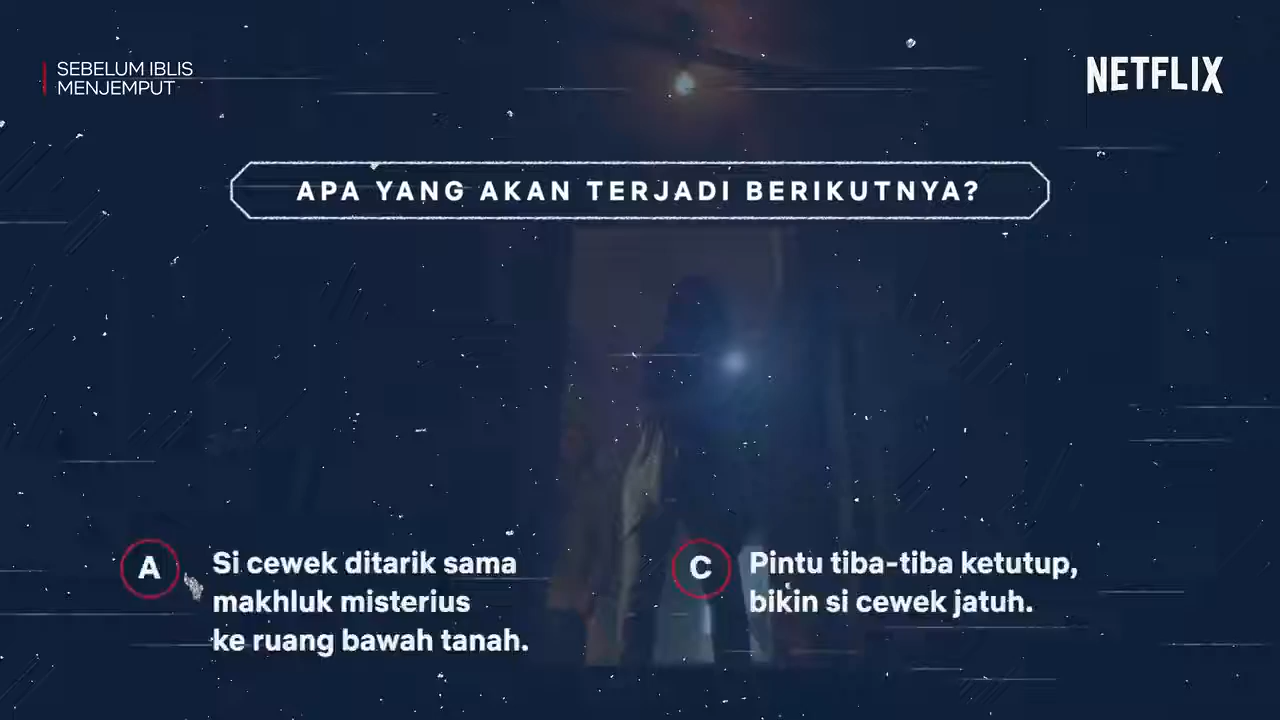 SEBELUM IBLIS
MENJEMPUT
NETFLIX
APA YANG AKAN TERJADI BERIKUTNYA?
A
Si cewek ditarik sama
makhluk misterius
ke ruang bawah tanah.
C
Pintu tiba-tiba ketutup,
bikin si cewek jatuh.